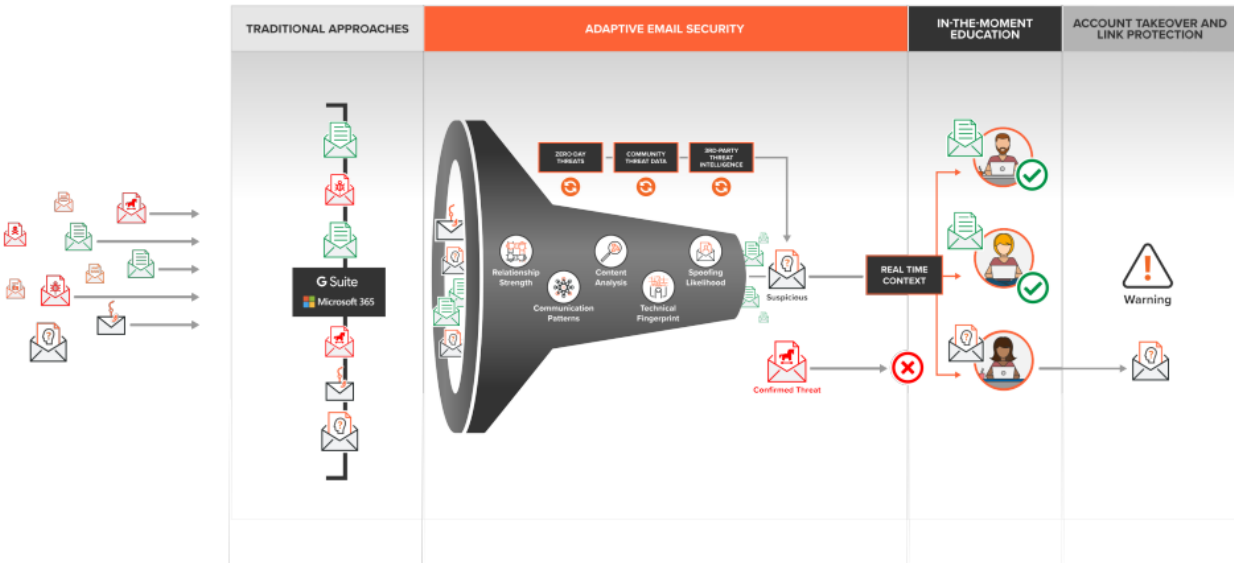 TRADITIONAL APPROACHES
ADAPTIVE EMAIL SECURITY
IN-THE-MOMENT
EDUCATION
ACCOUNT TAKEOVER AND
LINK PROTECTION
ZERO-DAY
THREATS
COMMUNITY
THREAT DATA
3RD-PARTY
THREAT
INTELLIGENCE
G Suite
Microsoft 365
Relationship
Strength
Content
Analysis
Spoofing
Likelihood
Communication
Patterns
Technical
Fingerprint
Suspicious
REAL TIME
CONTEXT
Warning
Confirmed Threat